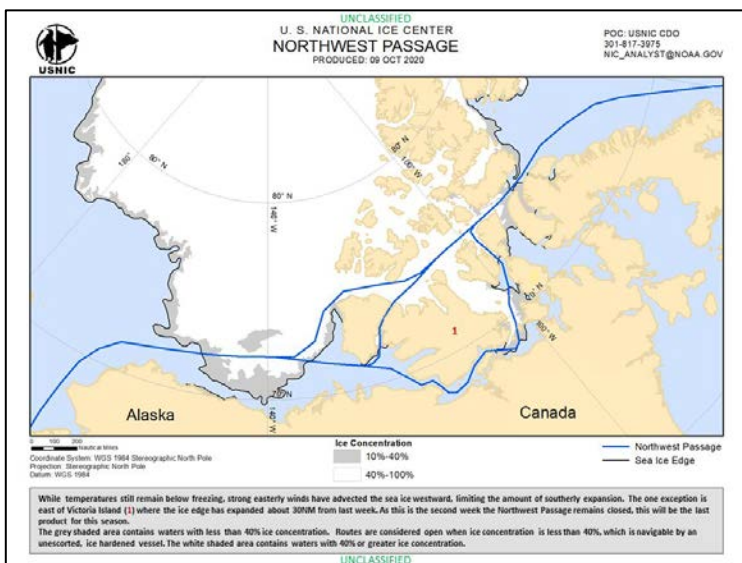 UNCLASSIFIED
U. S. NATIONAL ICE CENTER
NORTHWEST PASSAGE
PRODUCED: 09 OCT 2020
USNIC
POC: USNIC CDO
301-817-3975
NIC_ANALYST@NOAA.GOV
180°
80° N
80° N
80° N
100° W
140° W
70° N
100° W
1
70° N
140° W
Alaska
Canada
0 100 200
Nautical Miles
Coordinate System: WGS 1984 Stereographic North Pole
Projection: Stereographic North Pole
Datum: WGS 1984
Ice Concentration
10%-40%
40%-100%
Northwest Passage
Sea Ice Edge
While temperatures still remain below freezing, strong easterly winds have advected the sea ice westward, limiting the amount of southerly expansion. The one exception is
east of Victoria Island (1) where the ice edge has expanded about 30NM from last week. As this is the second week the Northwest Passage remains closed, this will be the last
product for this season.
The grey shaded area contains waters with less than 40% ice concentration. Routes are considered open when ice concentration is less than 40%, which is navigable by an
unescorted, ice hardened vessel. The white shaded area contains waters with 40% or greater ice concentration.
UNCLASSIFIED